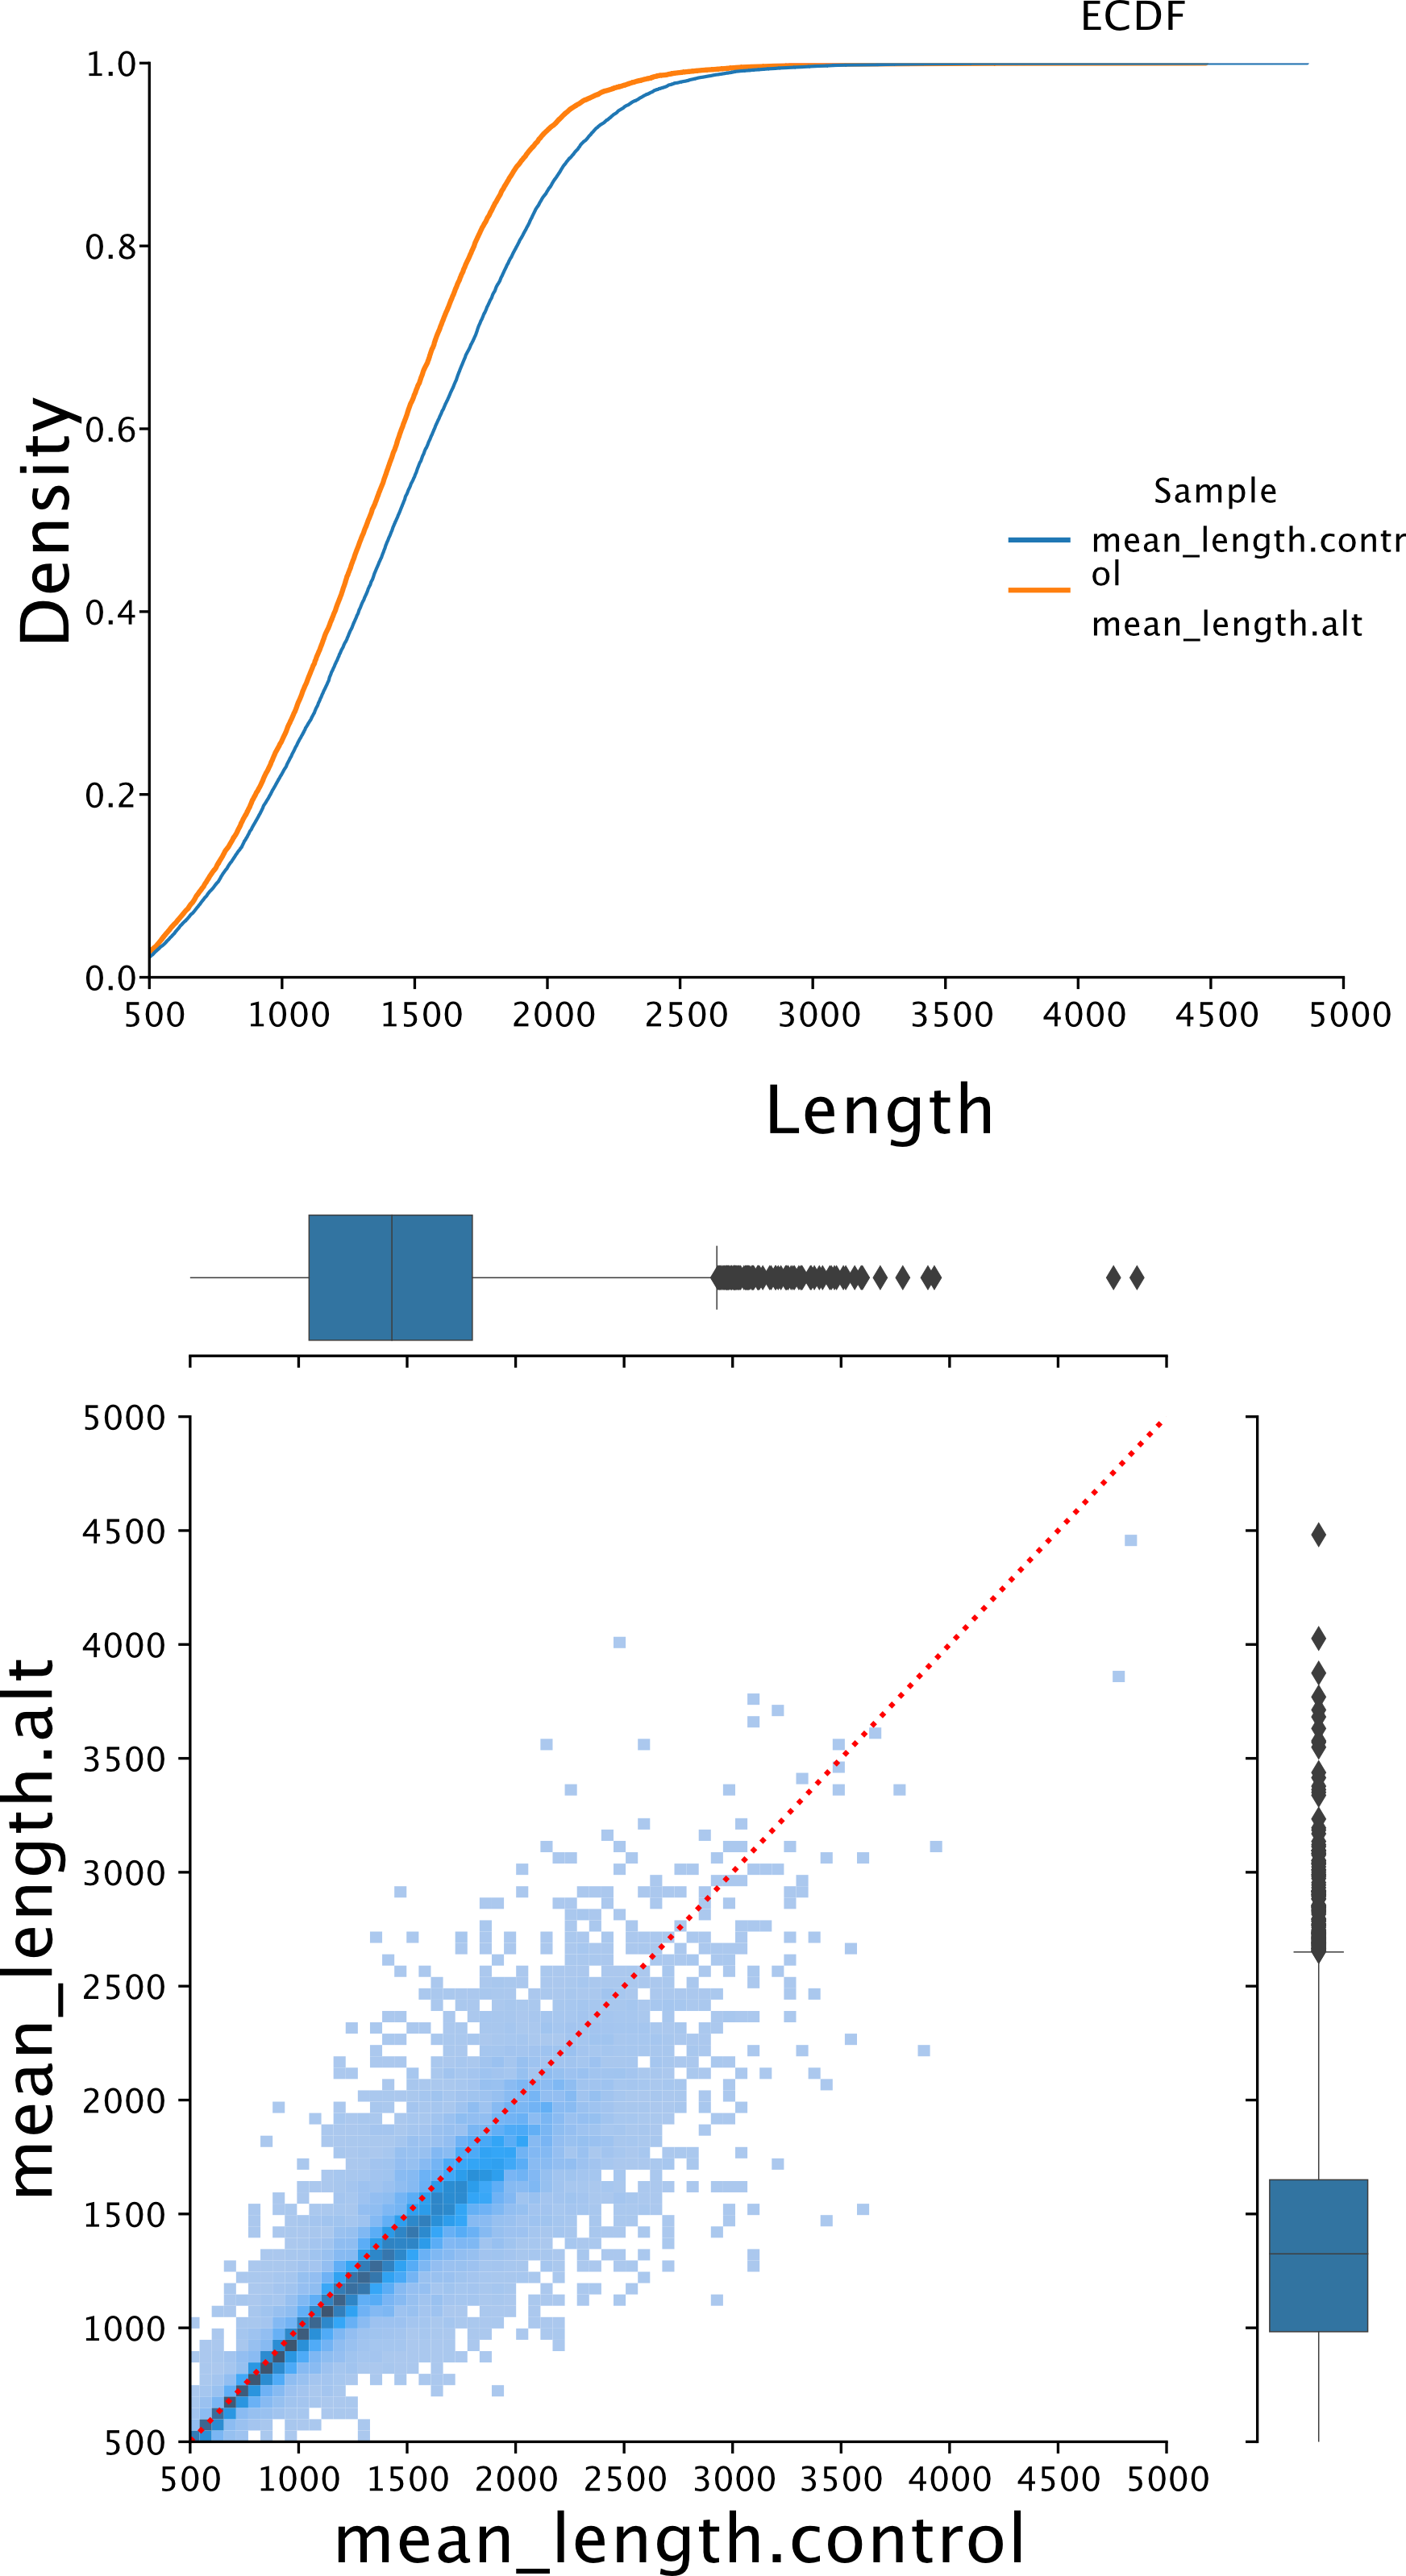 ECDF
1.0
0.8
0.6
0.4
0.2
0.0
Density
500 1000 1500 2000 2500 3000 3500 4000 4500 5000
Length
Sample
mean_length.contr
ol
mean_length.alt
5000
4500
4000
3500
3000
2500
2000
1500
1000
500
mean_length.alt
500 1000 1500 2000 2500 3000 3500 4000 4500 5000
mean_length.control